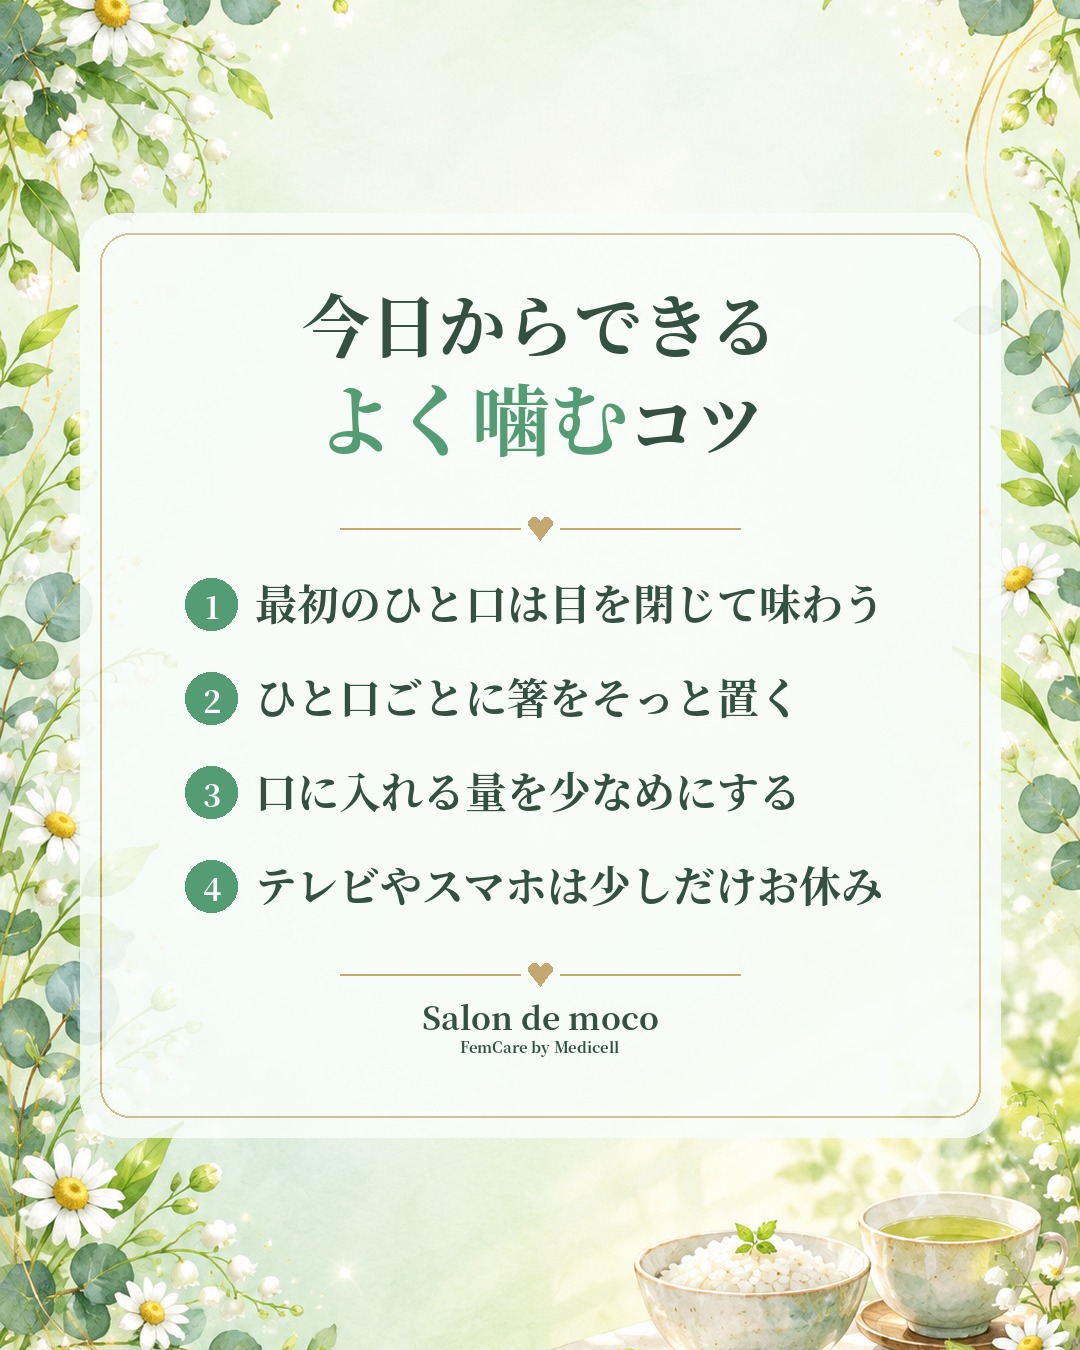 今日からできる
よく噛むコツ
1 最初のひと口は目を閉じて味わう
2 ひと口ごとに箸をそっと置く
3 口に入れる量を少なめにする
4 テレビやスマホは少しだけお休み
Salon de moco
FemCare by Medicell